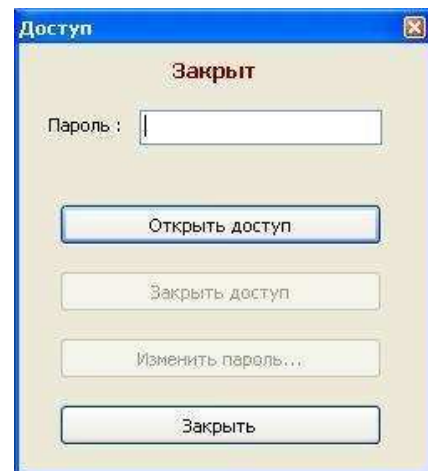 Доступ
Закрыт
Пароль :
Открыть доступ
Закрыть доступ
Изменить пароль...
Закрыть